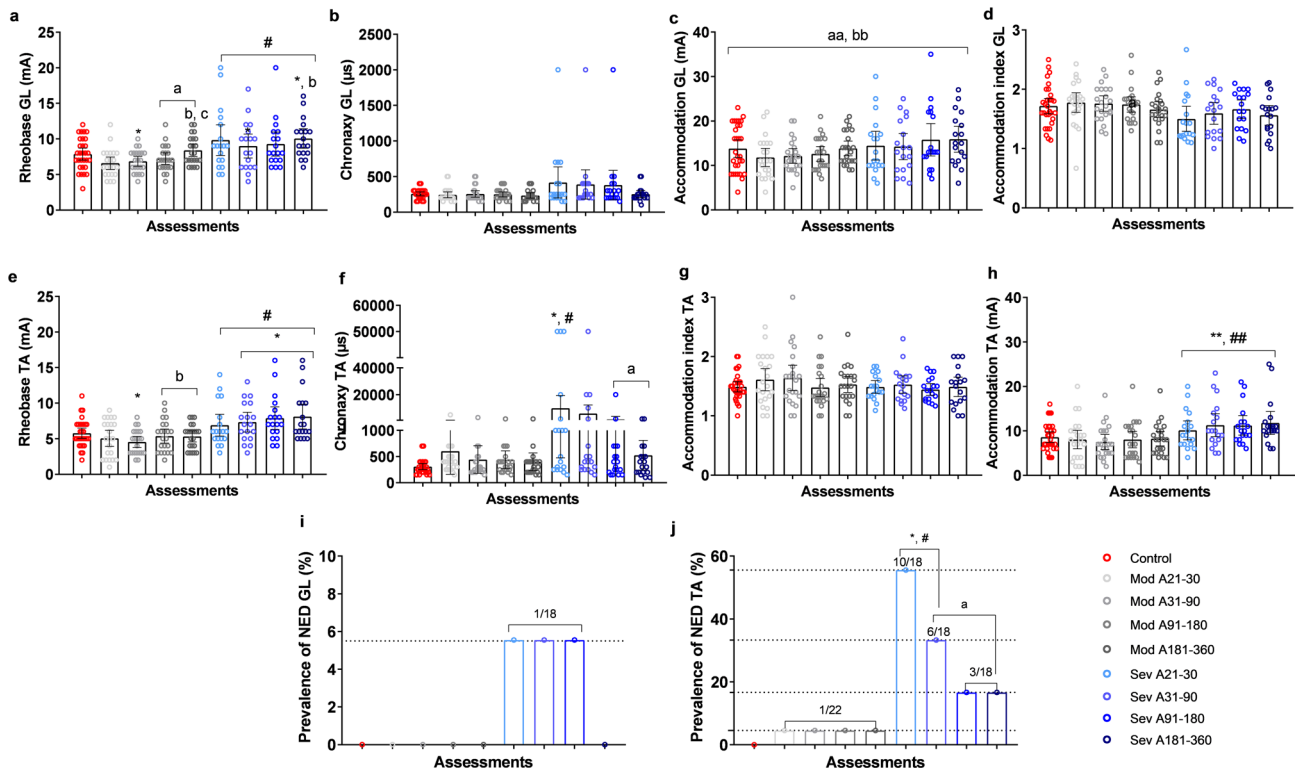 a
Rheobase GL (mA)
25
20
15
10
5
0
*
a
b, c
#
*, b
Assessments
b
Chronaxy GL (µs)
2500
2000
1500
1000
500
0
Assessments
c
Accommodation GL (mA)
40
30
20
10
0
aa, bb
Assessments
d
Accommodation index GL
3
2
1
0
a
Assessments
e
Rheobase TA (mA)
25
20
15
10
5
0
*
b
#
*
Assessments
f
Chronaxy TA (µs)
60000
50000
40000
20000
10000
1000
500
0
*, #
a
Assessments
g
Accommodation index TA
3
2
1
0
Assessments
h
Accommodation TA (mA)
40
30
20
10
0
**, ##
Assessments
i
Prevalence of NED GL (%)
10
8
6
4
2
0
1/18
Assessments
j
Prevalence of NED TA (%)
60
40
20
0
1/22
10/18
*, #
6/18
a
3/18
Assessments
Control
Mod A21-30
Mod A31-90
Mod A91-180
Mod A181-360
Sev A21-30
Sev A31-90
Sev A91-180
Sev A181-360